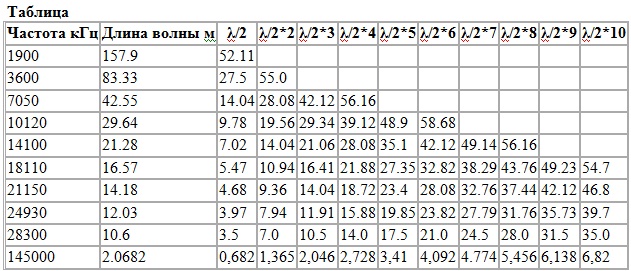 Таблица
Частота кГц Длина волны м λ/2 λ/2*2 λ/2*3 λ/2*4 λ/2*5 λ/2*6 λ/2*7 λ/2*8 λ/2*9 λ/2*10
1900 157.9 52.11
3600 83.33 27.5 55.0
7050 42.55 14.04 28.08 42.12 56.16
10120 29.64 9.78 19.56 29.34 39.12 48.9 58.68
14100 21.28 7.02 14.04 21.06 28.08 35.1 42.12 49.14 56.16
18110 16.57 5.47 10.94 16.41 21.88 27.35 32.82 38.29 43.76 49.23 54.7
21150 14.18 4.68 9.36 14.04 18.72 23.4 28.08 32.76 37.44 42.12 46.8
24930 12.03 3.97 7.94 11.91 15.88 19.85 23.82 27.79 31.76 35.73 39.7
28300 10.6 3.5 7.0 10.5 14.0 17.5 21.0 24.5 28.0 31.5 35.0
145000 2.0682 0,682 1,365 2,046 2,728 3,41 4,092 4.774 5,456 6,138 6,82